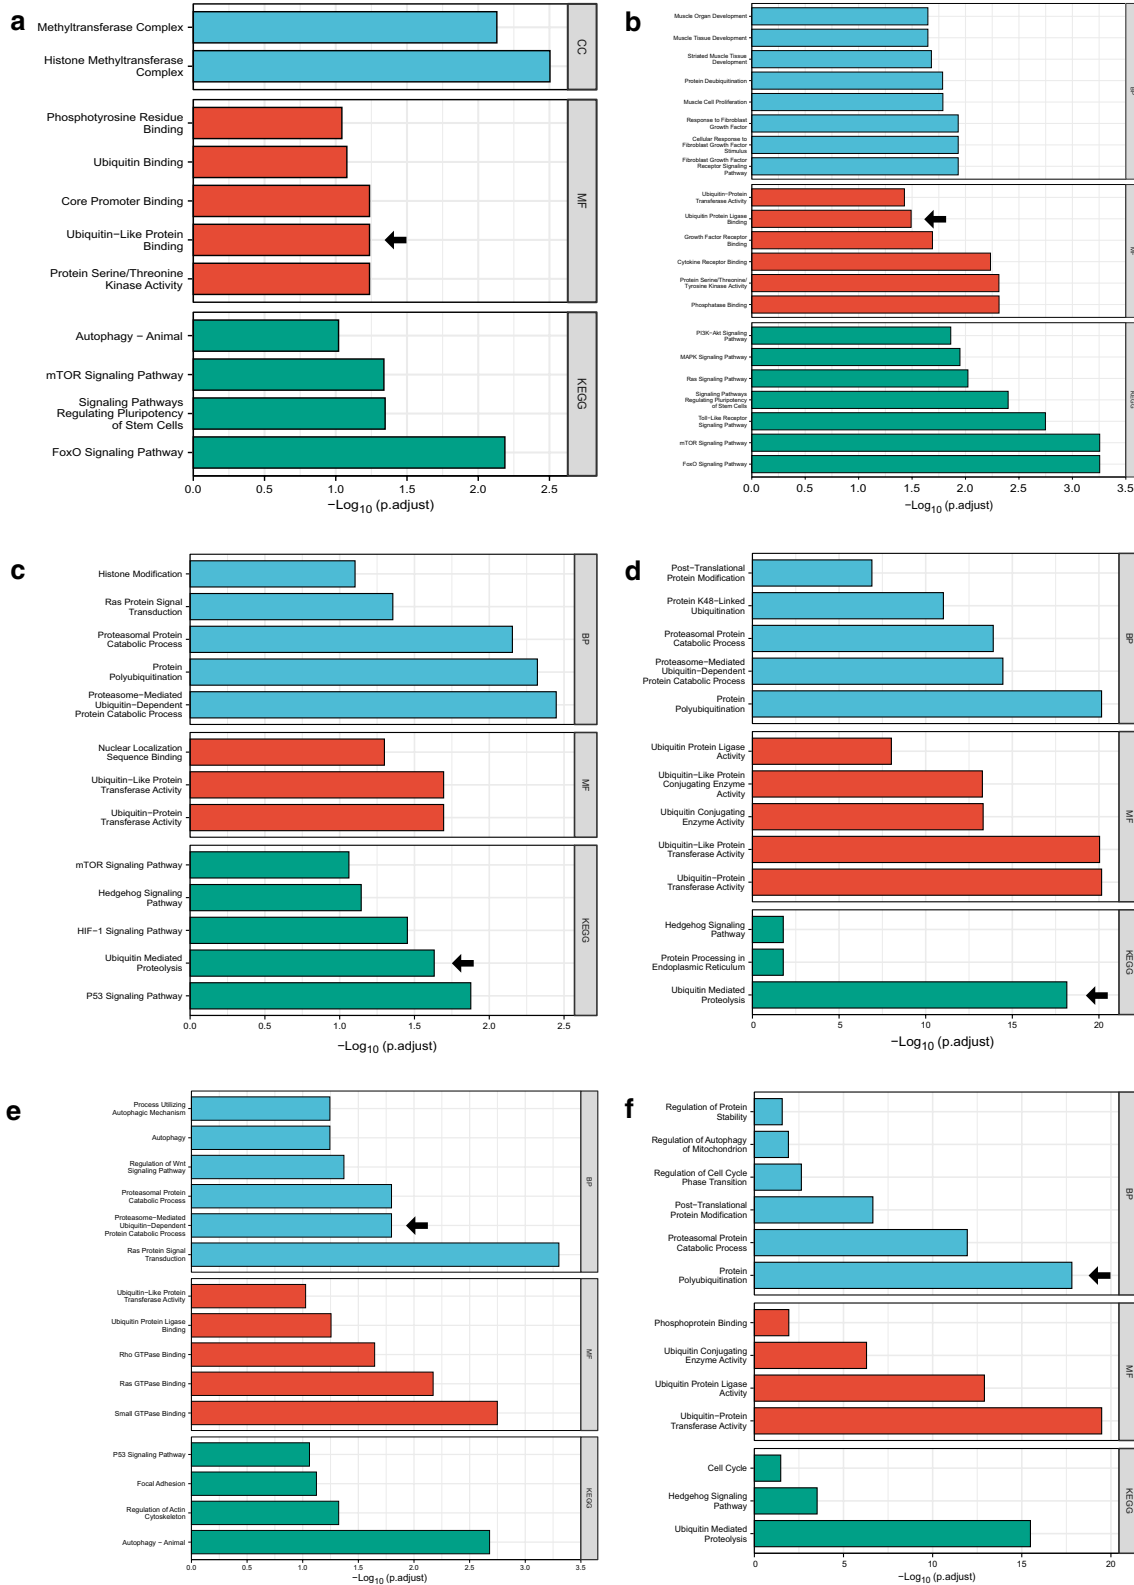 a
Methyltransferase Complex
Histone Methyltransferase
Complex
CC
Phosphotyrosine Residue
Binding
Ubiquitin Binding
Core Promoter Binding
Ubiquitin−Like Protein
Binding
Protein Serine/Threonine
Kinase Activity
MF
Autophagy − Animal
mTOR Signaling Pathway
Signaling Pathways
Regulating Pluripotency
of Stem Cells
FoxO Signaling Pathway
KEGG
0.0 0.5 1.0 1.5 2.0 2.5
−Log10 (p.adjust)
b
Muscle Organ Development
Muscle Tissue Development
Striated Muscle Tissue
Development
Protein Deubiquitination
Muscle Cell Proliferation
Response to Fibroblast
Growth Factor
Cellular Response to
Fibroblast Growth Factor
Stimulus
Fibroblast Growth Factor
Receptor Signaling
Pathway
BP
Ubiquitin−Protein
Transferase Activity
Ubiquitin Protein Ligase
Binding
Growth Factor Receptor
Binding
Cytokine Receptor Binding
Protein Serine/Threonine/
Tyrosine Kinase Activity
Phosphatase Binding
MF
PI3K−Akt Signaling
Pathway
MAPK Signaling Pathway
Ras Signaling Pathway
Signaling Pathways
Regulating Pluripotency
of Stem Cells
Toll−Like Receptor
Signaling Pathway
mTOR Signaling Pathway
FoxO Signaling Pathway
KEGG
0.0 0.5 1.0 1.5 2.0 2.5 3.0 3.5
−Log10 (p.adjust)
c
Histone Modification
Ras Protein Signal
Transduction
Proteasomal Protein
Catabolic Process
Protein
Polyubiquitination
Proteasome−Mediated
Ubiquitin−Dependent
Protein Catabolic Process
BP
Nuclear Localization
Sequence Binding
Ubiquitin−Like Protein
Transferase Activity
Ubiquitin−Protein
Transferase Activity
MF
mTOR Signaling Pathway
Hedgehog Signaling
Pathway
HIF−1 Signaling Pathway
Ubiquitin Mediated
Proteolysis
P53 Signaling Pathway
KEGG
0.0 0.5 1.0 1.5 2.0 2.5
−Log10 (p.adjust)
d
Post−Translational
Protein Modification
Protein K48−Linked
Ubiquitination
Proteasomal Protein
Catabolic Process
Proteasome−Mediated
Ubiquitin−Dependent
Protein Catabolic Process
Protein
Polyubiquitination
BP
Ubiquitin Protein Ligase
Activity
Ubiquitin−Like Protein
Conjugating Enzyme
Activity
Ubiquitin Conjugating
Enzyme Activity
Ubiquitin−Like Protein
Transferase Activity
Ubiquitin−Protein
Transferase Activity
MF
Hedgehog Signaling
Pathway
Protein Processing in
Endoplasmic Reticulum
Ubiquitin Mediated
Proteolysis
KEGG
0 5 10 15 20
−Log10 (p.adjust)
e
Process Utilizing
Autophagic Mechanism
Autophagy
Regulation of Wnt
Signaling Pathway
Proteasomal Protein
Catabolic Process
Proteasome−Mediated
Ubiquitin−Dependent
Protein Catabolic Process
Ras Protein Signal
Transduction
BP
Ubiquitin−Like Protein
Transferase Activity
Ubiquitin Protein Ligase
Binding
Rho GTPase Binding
Ras GTPase Binding
Small GTPase Binding
MF
P53 Signaling Pathway
Focal Adhesion
Regulation of Actin
Cytoskeleton
Autophagy − Animal
KEGG
0.0 0.5 1.0 1.5 2.0 2.5 3.0 3.5
−Log10 (p.adjust)
f
Regulation of Protein
Stability
Regulation of Autophagy
of Mitochondrion
Regulation of Cell Cycle
Phase Transition
Post−Translational
Protein Modification
Proteasomal Protein
Catabolic Process
Protein
Polyubiquitination
BP
Phosphoprotein Binding
Ubiquitin Conjugating
Enzyme Activity
Ubiquitin Protein Ligase
Activity
Ubiquitin−Protein
Transferase Activity
MF
Cell Cycle
Hedgehog Signaling
Pathway
Ubiquitin Mediated
Proteolysis
KEGG
0 5 10 15 20
−Log10 (p.adjust)